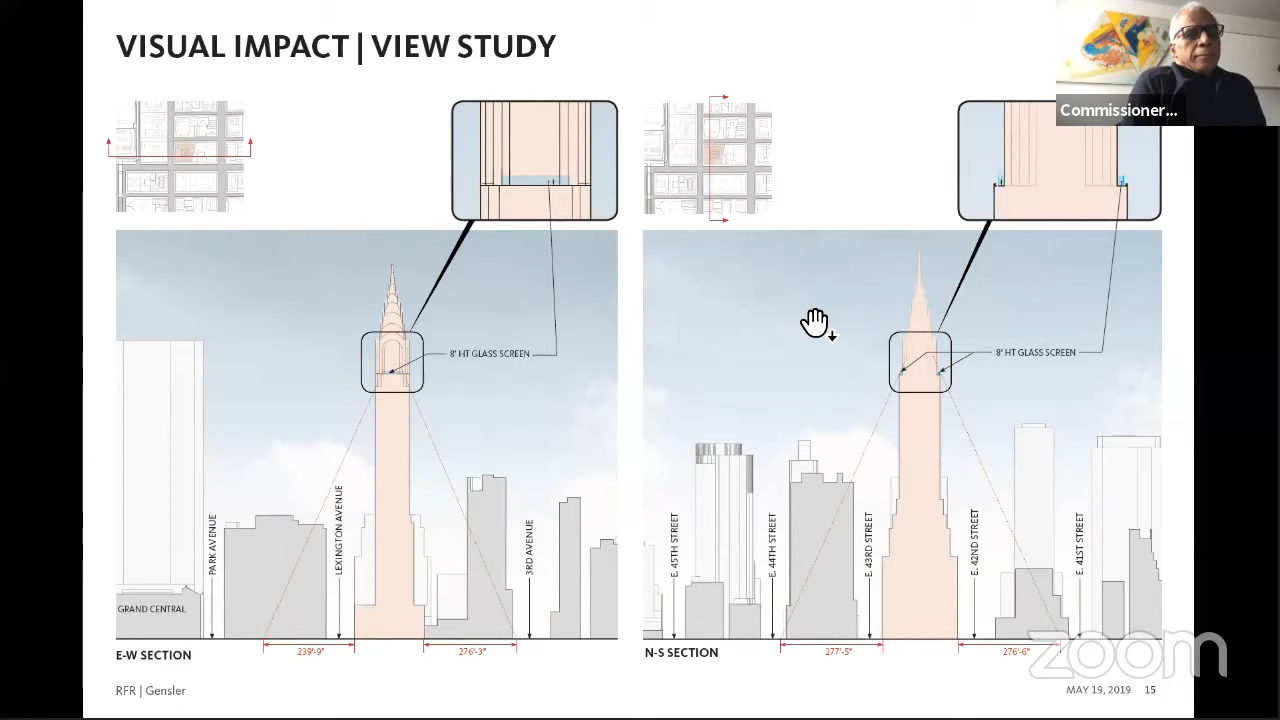 VISUAL IMPACT | VIEW STUDY
Commissioner...
8' HT GLASS SCREEN
PARK AVENUE
LEXINGTON AVENUE
3RD AVENUE
GRAND CENTRAL
239'-9"
276'-3"
E-W SECTION
8' HT GLASS SCREEN
E. 45TH STREET
E. 44TH STREET
E. 43RD STREET
E. 42ND STREET
E. 41ST STREET
277'-5"
276'-6"
N-S SECTION
zoom
RFR | Gensler
MAY 19, 2019 15